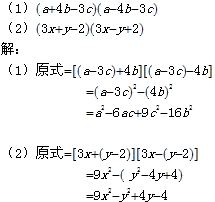 （1）(a+4b−3c)(a−4b−3c)
（2）(3x+y−2)(3x−y+2)
解：
（1）原式=[(a−3c)+4b][(a−3c)−4b]
=(a−3c)²−(4b)²
=a²−6ac+9c²−16b²
（2）原式=[3x+(y−2)][3x−(y−2)]
=9x²−( y²−4y+4)
=9x²−y²+4y−4